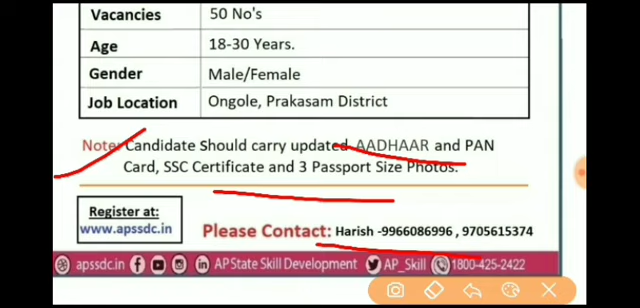 Vacancies 50 No's
Age 18-30 Years.
Gender Male/Female
Job Location Ongole, Prakasam District
Note: Candidate Should carry updated AADHAAR and PAN
Card, SSC Certificate and 3 Passport Size Photos.
Register at:
www.apssdc.in
Please Contact: Harish -9966086996 , 9705615374
apssdc.in AP State Skill Development AP_Skill 1800-425-2422